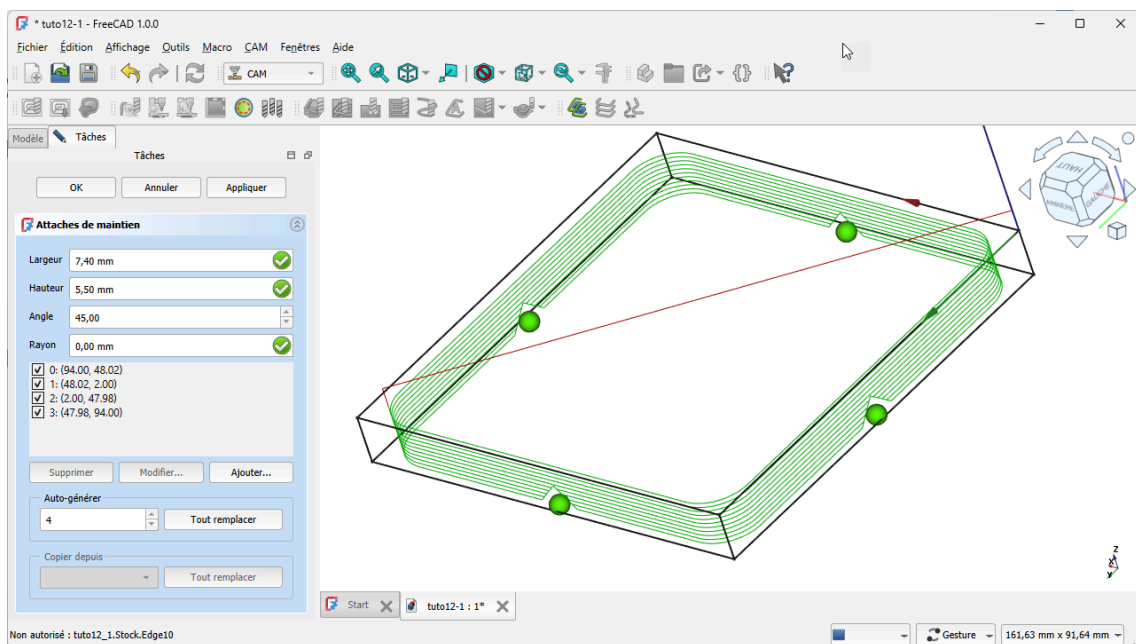 * tuto12-1 - FreeCAD 1.0.0
Fichier Édition Affichage Outils Macro CAM Fenêtres Aide
CAM
Modèle Tâches
Tâches
OK Annuler Appliquer
Attaches de maintien
Largeur 7,40 mm
Hauteur 5,50 mm
Angle 45,00
Rayon 0,00 mm
0: (94.00, 48.02)
1: (48.02, 2.00)
2: (2.00, 47.98)
3: (47.98, 94.00)
Supprimer Modifier... Ajouter...
Auto-générer
4 Tout remplacer
Copier depuis
Tout remplacer
HAUT
GAUCHE
ARRIÈRE
Z
X
Y
Start tuto12-1 : 1*
Non autorisé : tuto12_1.Stock.Edge10
Gesture 161,63 mm x 91,64 mm